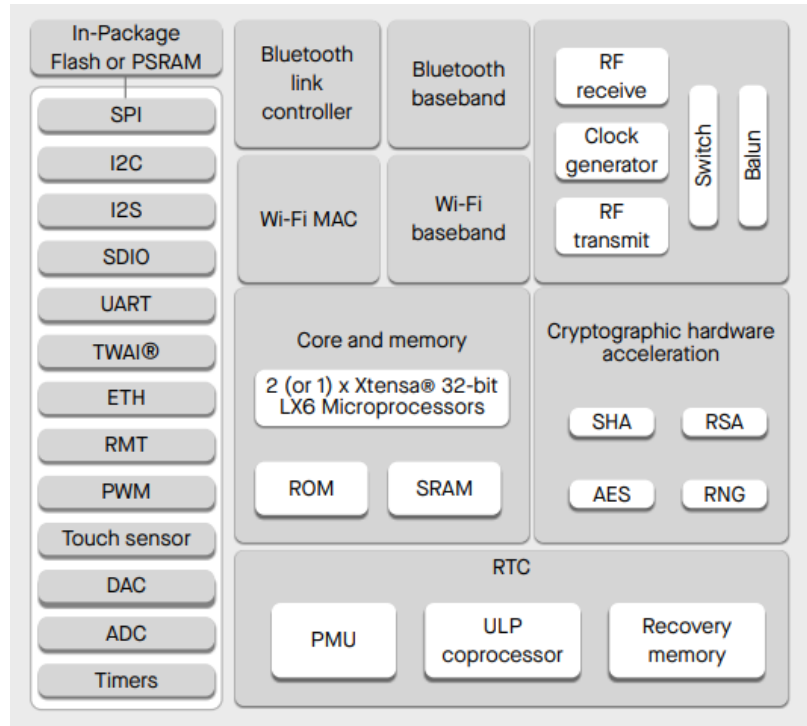 In-Package
Flash or PSRAM
SPI
I2C
I2S
SDIO
UART
TWAI®
ETH
RMT
PWM
Touch sensor
DAC
ADC
Timers
Bluetooth
link
controller
Bluetooth
baseband
Wi-Fi MAC
Wi-Fi
baseband
RF
receive
Clock
generator
RF
transmit
Switch
Balun
Core and memory
2 (or 1) x Xtensa® 32-bit
LX6 Microprocessors
ROM
SRAM
Cryptographic hardware
acceleration
SHA
RSA
AES
RNG
RTC
PMU
ULP
coprocessor
Recovery
memory